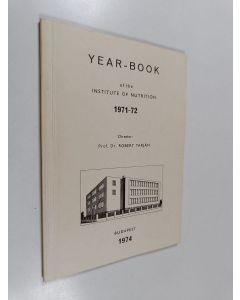 YEAR-BOOK
of the
INSTITUTE OF NUTRITION
1971-72
Director:
Prof. Dr. ROBERT TARJÁN
BUDAPEST
1974